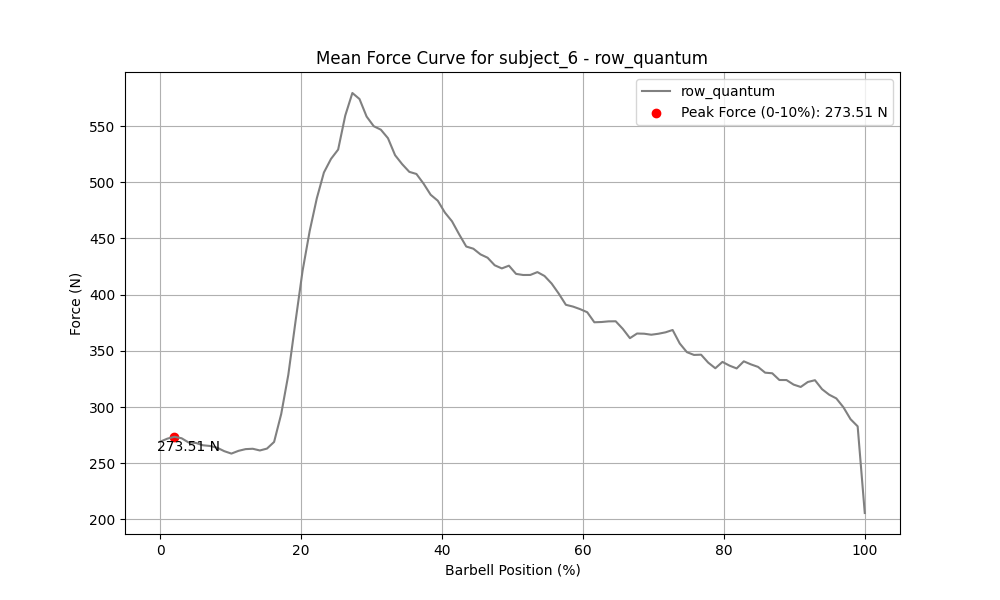 Mean Force Curve for subject_6 - row_quantum
row_quantum
Peak Force (0-10%): 273.51 N
550
500
450
400
350
300
250
200
Force (N)
273.51 N
0 20 40 60 80 100
Barbell Position (%)